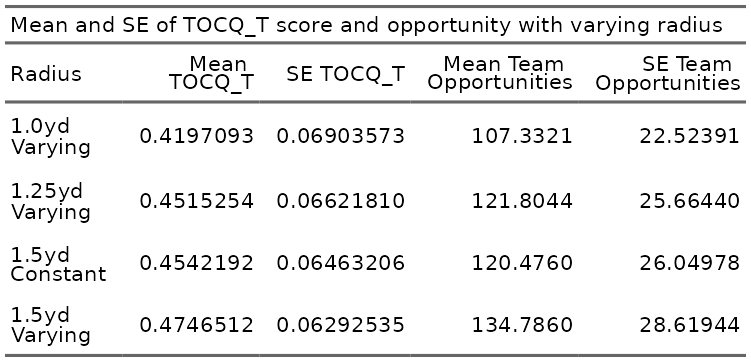 Mean and SE of TOCQ_T score and opportunity with varying radius
Radius Mean TOCQ_T SE TOCQ_T Mean Team Opportunities SE Team Opportunities
1.0yd Varying 0.4197093 0.06903573 107.3321 22.52391
1.25yd Varying 0.4515254 0.06621810 121.8044 25.66440
1.5yd Constant 0.4542192 0.06463206 120.4760 26.04978
1.5yd Varying 0.4746512 0.06292535 134.7860 28.61944